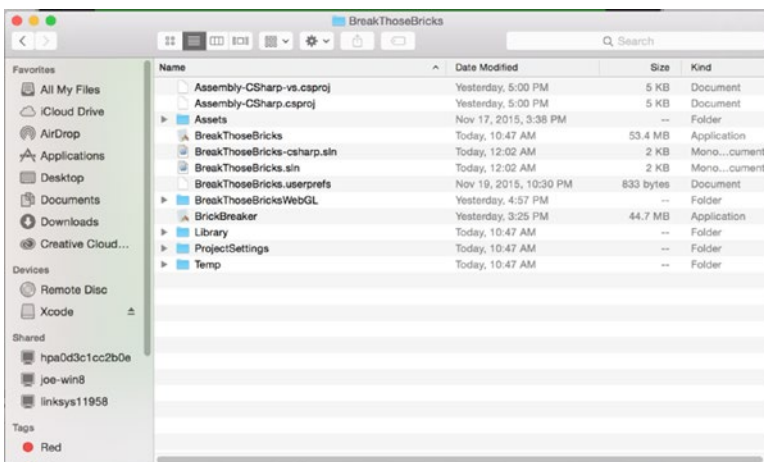 BreakThoseBricks
Search
Favorites
All My Files
iCloud Drive
AirDrop
Applications
Desktop
Documents
Downloads
Creative Cloud...
Devices
Remote Disc
Xcode
Shared
hpa0d3c1cc2b0e
joe-win8
linksys11958
Tags
Red
Name Date Modified Size Kind
Assembly-CSharp-vs.csproj Yesterday, 5:00 PM 5 KB Document
Assembly-CSharp.csproj Yesterday, 5:00 PM 5 KB Document
Assets Nov 17, 2015, 3:38 PM -- Folder
BreakThoseBricks Today, 10:47 AM 53.4 MB Application
BreakThoseBricks-csharp.sln Today, 12:02 AM 2 KB Mono...cument
BreakThoseBricks.sln Today, 12:02 AM 2 KB Mono...cument
BreakThoseBricks.userprefs Nov 19, 2015, 10:30 PM 833 bytes Document
BreakThoseBricksWebGL Yesterday, 4:57 PM -- Folder
BrickBreaker Yesterday, 3:25 PM 44.7 MB Application
Library Today, 10:47 AM -- Folder
ProjectSettings Today, 10:47 AM -- Folder
Temp Today, 10:47 AM -- Folder